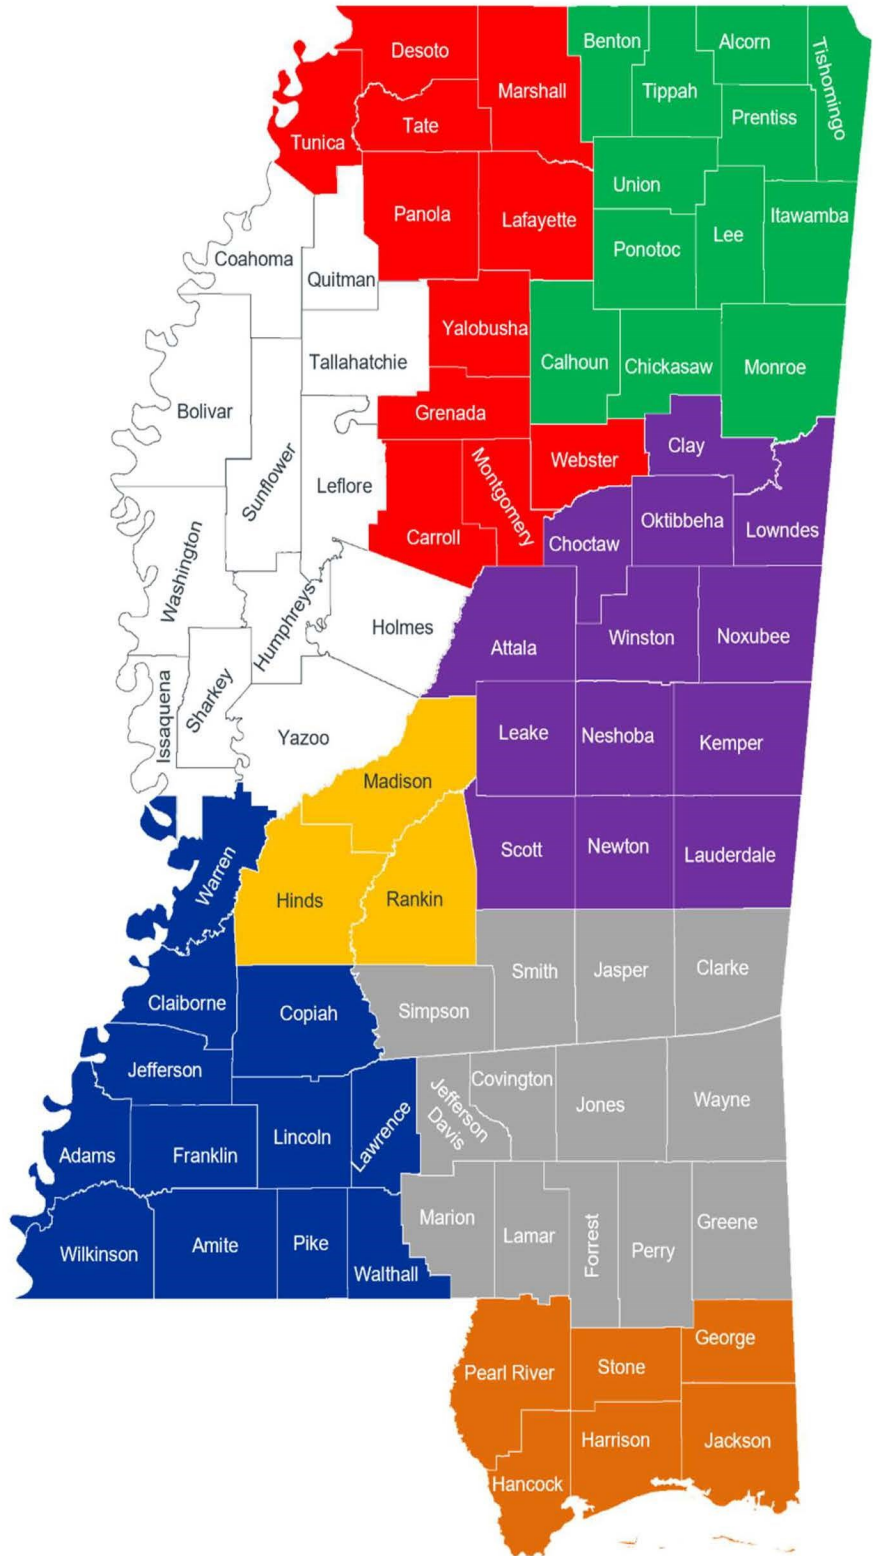 Desoto
Benton
Alcorn
Tishomingo
Marshall
Tippah
Prentiss
Tunica
Tate
Union
Panola
Lafayette
Lee
Itawamba
Ponotoc
Coahoma
Quitman
Yalobusha
Tallahatchie
Calhoun
Chickasaw
Monroe
Bolivar
Grenada
Clay
Sunflower
Leflore
Montgomery
Webster
Carroll
Choctaw
Oktibbeha
Lowndes
Washington
Humphreys
Holmes
Attala
Winston
Noxubee
Issaquena
Sharkey
Yazoo
Leake
Neshoba
Kemper
Madison
Warren
Hinds
Rankin
Scott
Newton
Lauderdale
Claiborne
Copiah
Simpson
Smith
Jasper
Clarke
Jefferson
Lawrence
Jefferson
Davis
Covington
Jones
Wayne
Adams
Franklin
Lincoln
Wilkinson
Amite
Pike
Walthall
Marion
Lamar
Forrest
Perry
Greene
Pearl River
Stone
George
Hancock
Harrison
Jackson